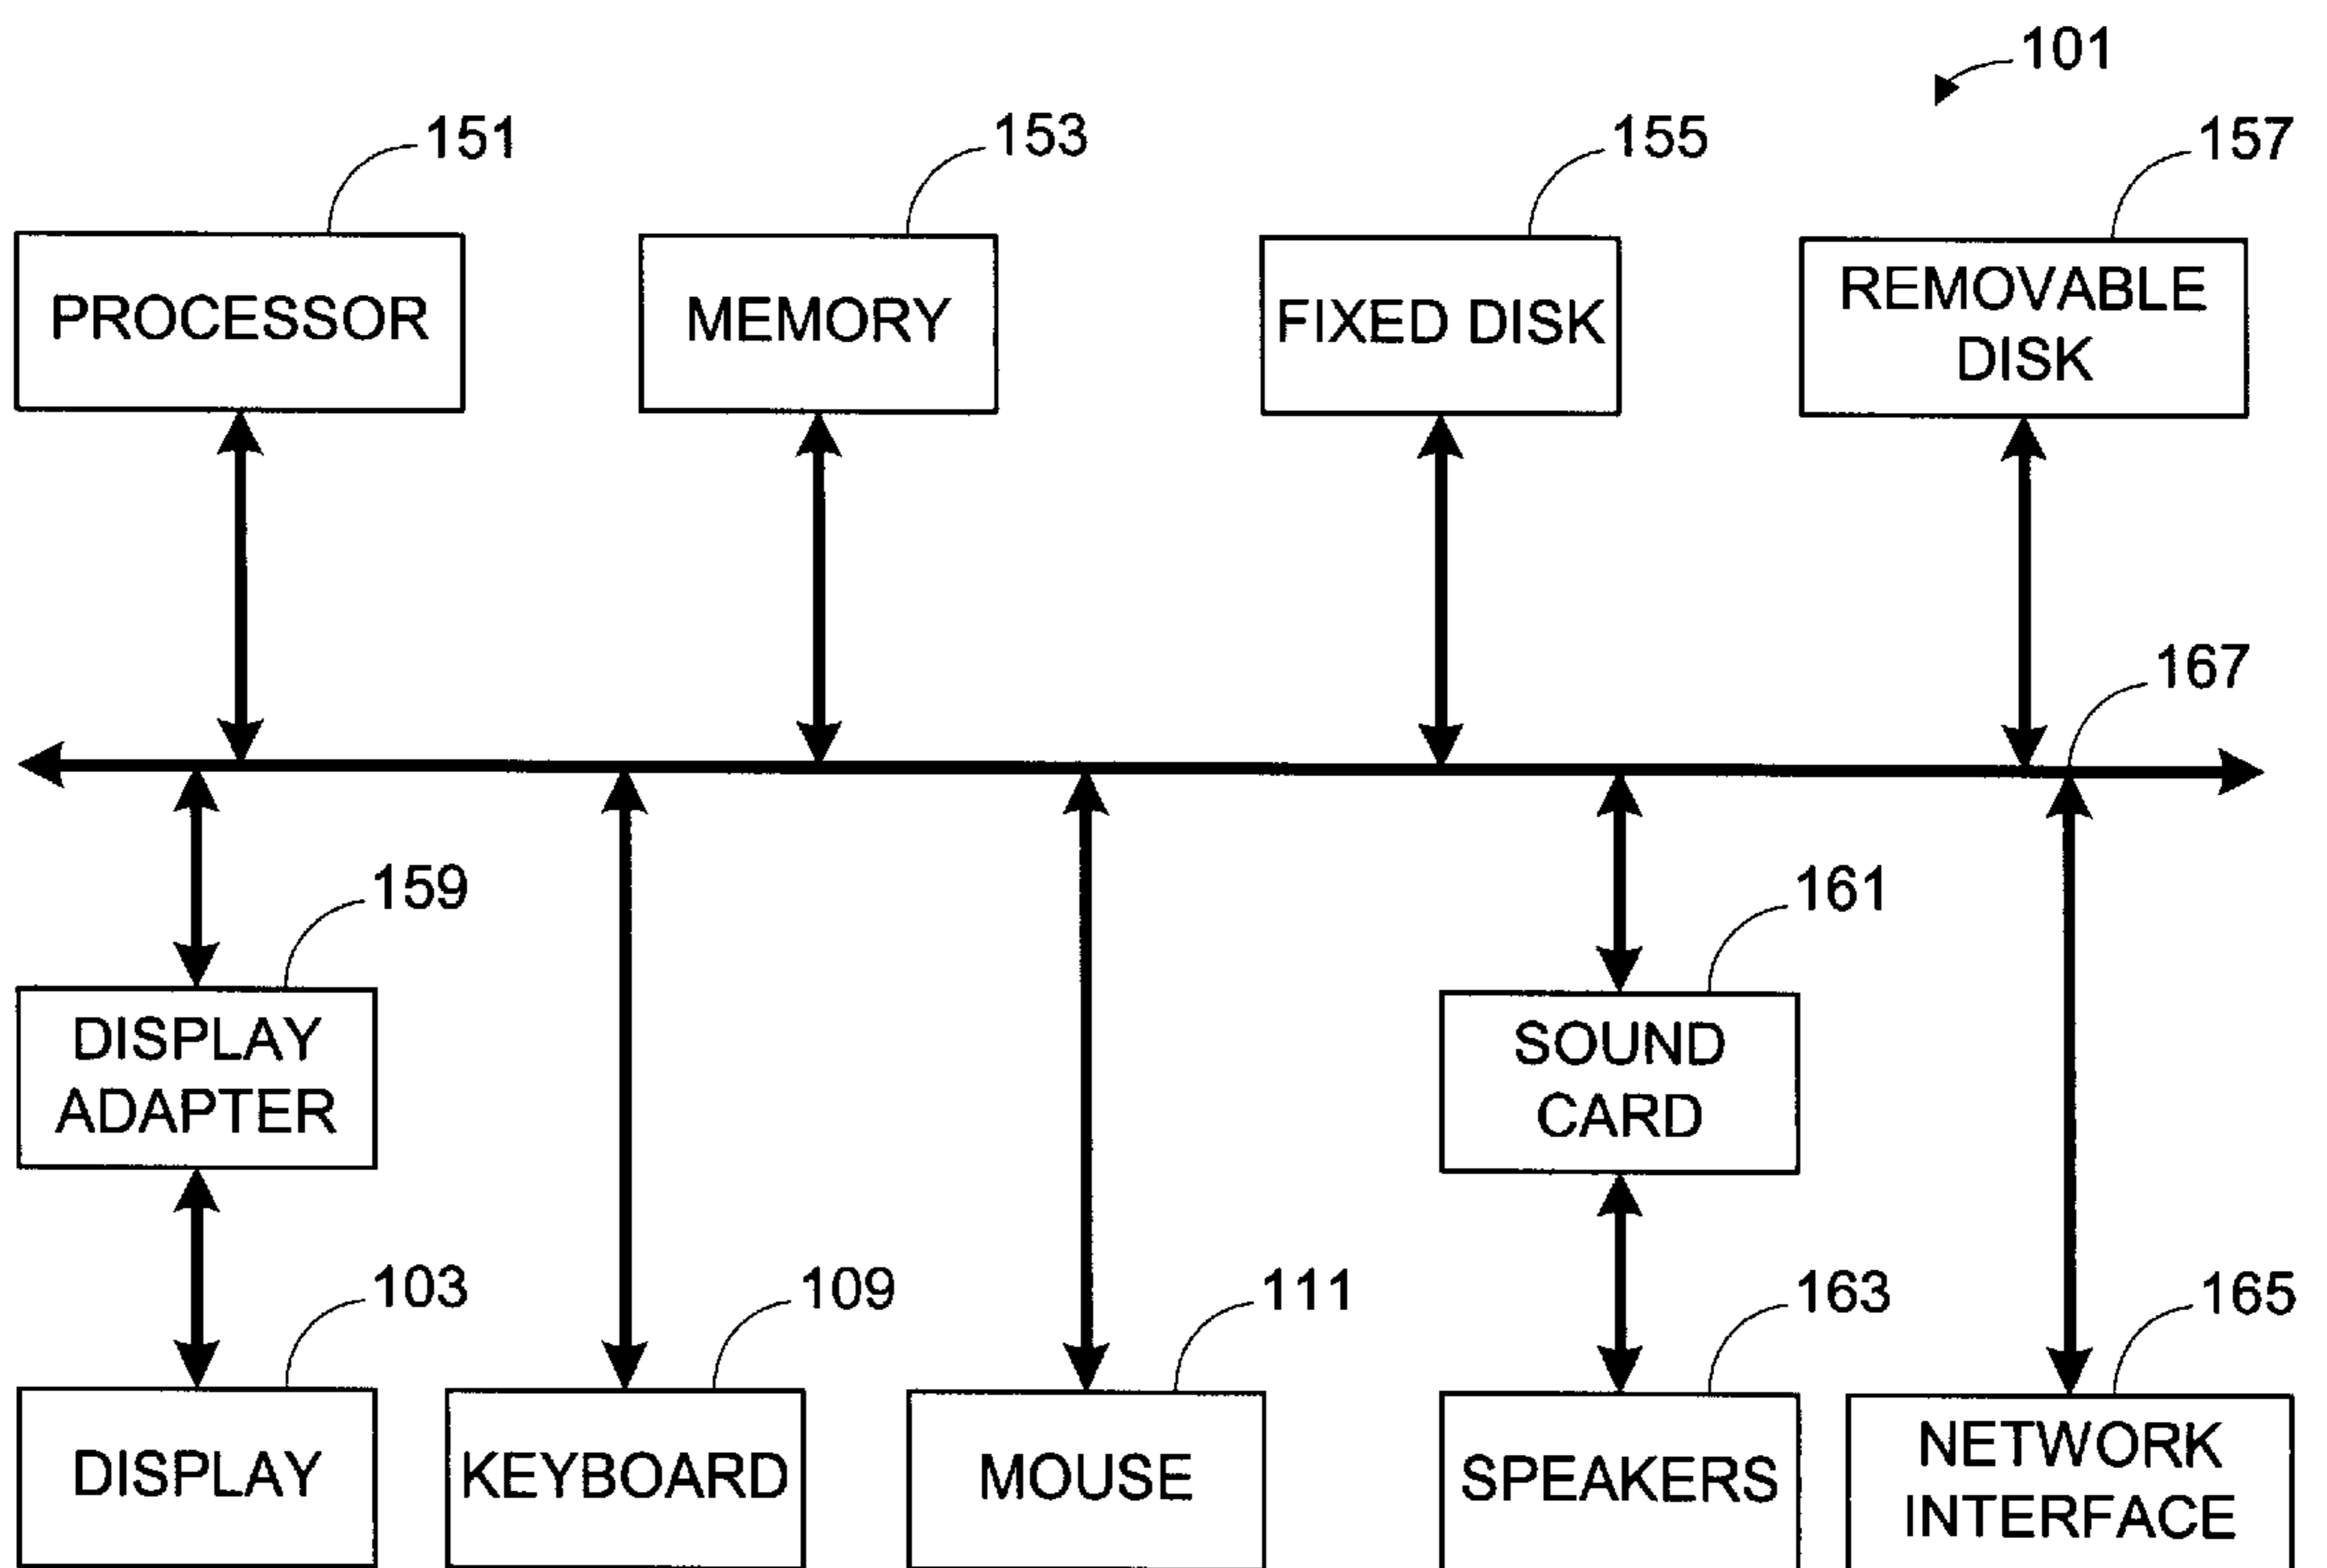 101
151
153
155
157
PROCESSOR
MEMORY
FIXED DISK
REMOVABLE
DISK
167
159
161
DISPLAY
ADAPTER
SOUND
CARD
103
109
111
163
165
DISPLAY
KEYBOARD
MOUSE
SPEAKERS
NETWORK
INTERFACE